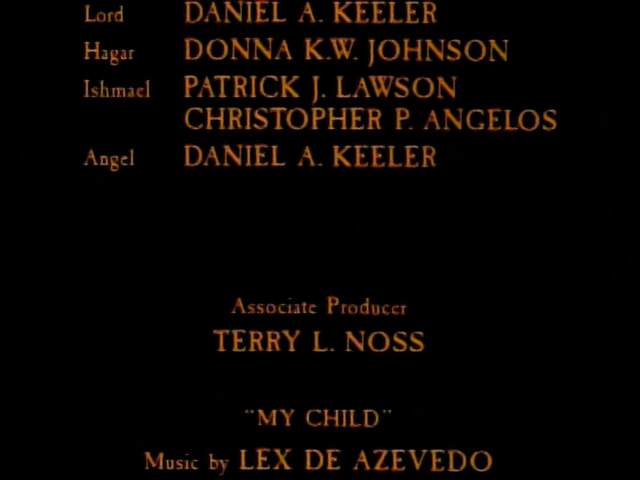 Lord DANIEL A. KEELER
Hagar DONNA K.W. JOHNSON
Ishmael PATRICK J. LAWSON
CHRISTOPHER P. ANGELOS
Angel DANIEL A. KEELER
Associate Producer
TERRY L. NOSS
"MY CHILD"
Music by LEX DE AZEVEDO